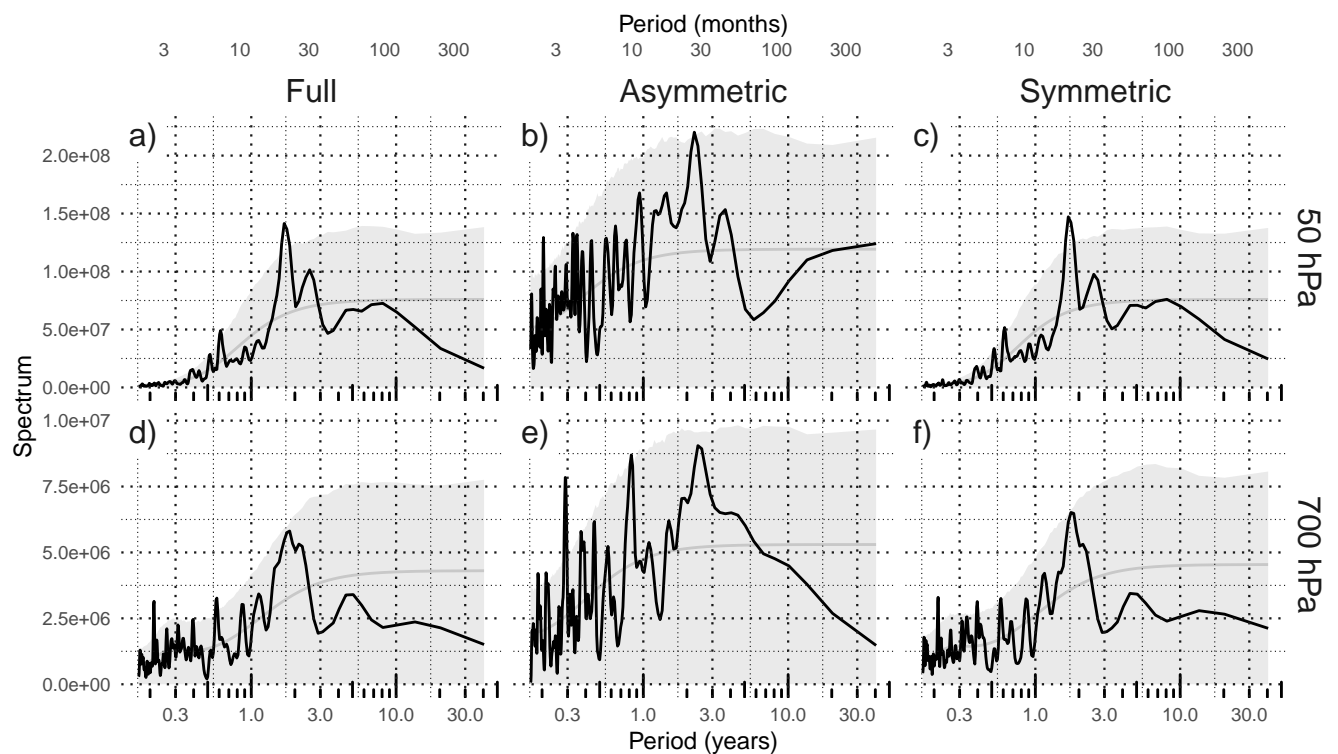 Period (months)
3 10 30 100 300 3 10 30 100 300 3 10 30 100 300
Full Asymmetric Symmetric
a) b) c)
2.0e+08
1.5e+08
1.0e+08
5.0e+07
0.0e+00
50 hPa
Spectrum
d) e) f)
1.0e+07
7.5e+06
5.0e+06
2.5e+06
0.0e+00
700 hPa
0.3 1.0 3.0 10.0 30.0 0.3 1.0 3.0 10.0 30.0 0.3 1.0 3.0 10.0 30.0
Period (years)